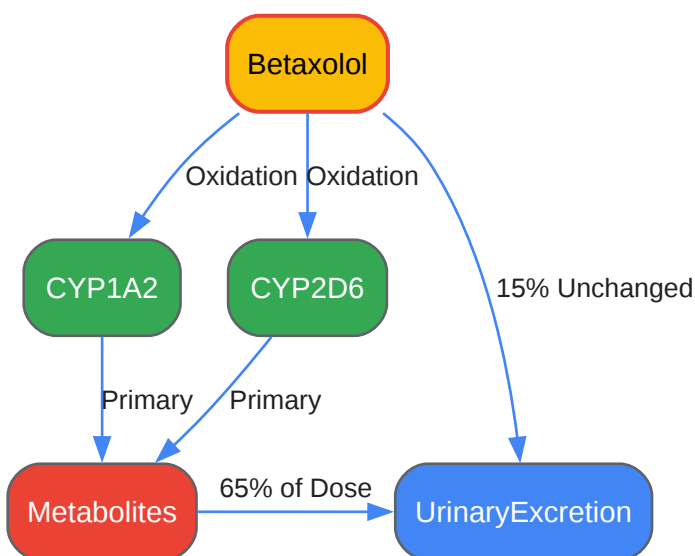 Betaxolol
Oxidation
Oxidation
CYP1A2
CYP2D6
15% Unchanged
Primary
Primary
65% of Dose
Metabolites
UrinaryExcretion